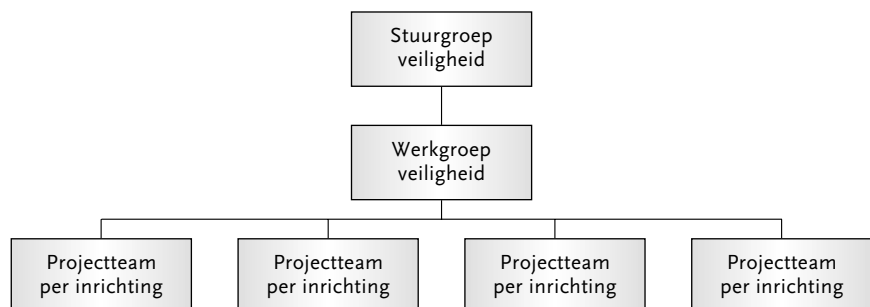 Stuurgroep
veiligheid
Werkgroep
veiligheid
Projectteam
per inrichting
Projectteam
per inrichting
Projectteam
per inrichting
Projectteam
per inrichting